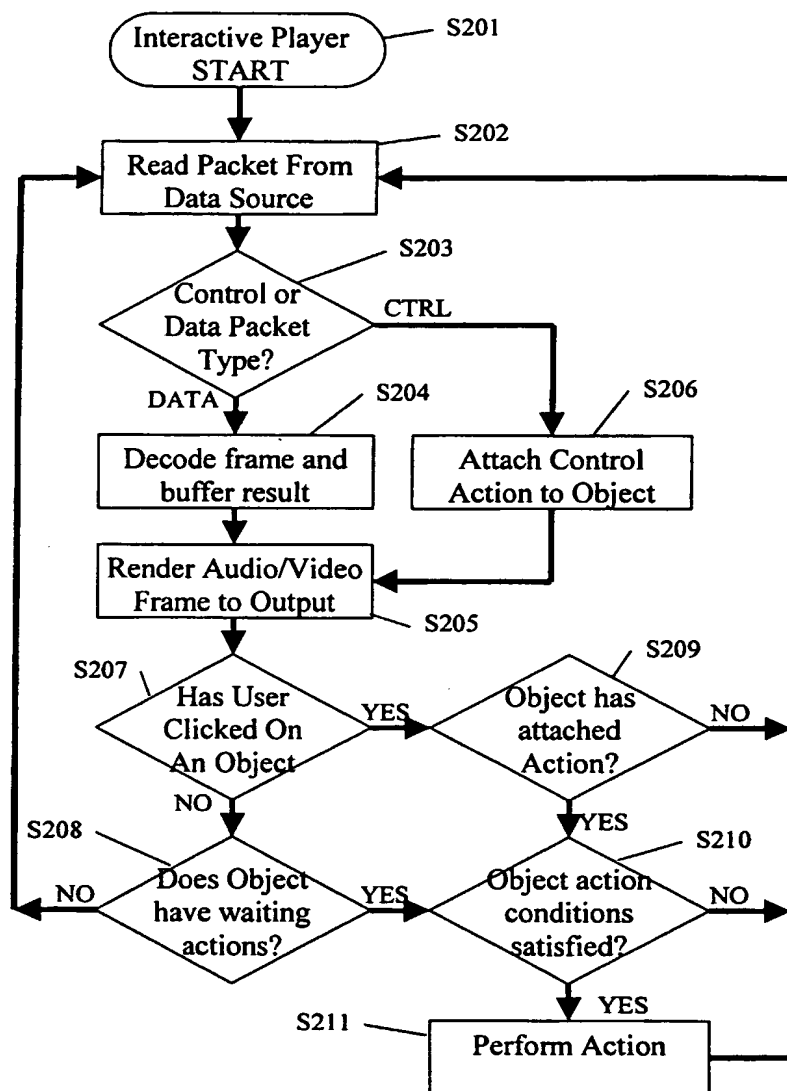 Interactive Player
START
S201
S202
Read Packet From
Data Source
S203
Control or
Data Packet
Type?
CTRL
DATA
S204
S206
Decode frame and
buffer result
Attach Control
Action to Object
Render Audio/Video
Frame to Output
S205
S207
S209
Has User
Clicked On
An Object
YES
Object has
attached
Action?
NO
NO
YES
S208
S210
NO
Does Object
have waiting
actions?
YES
Object action
conditions
satisfied?
NO
YES
S211
Perform Action